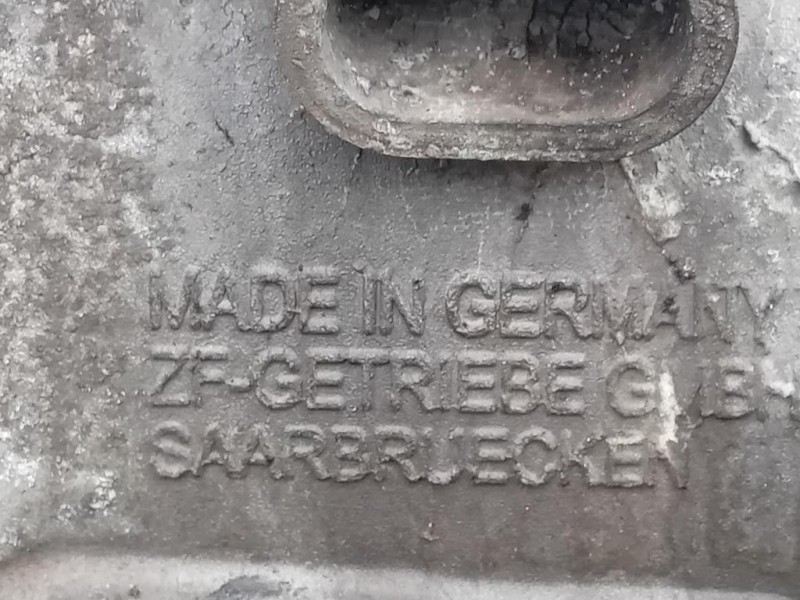 MADE IN GERMANY
ZF-GETRIEBE GMBH
SAARBRUECKEN